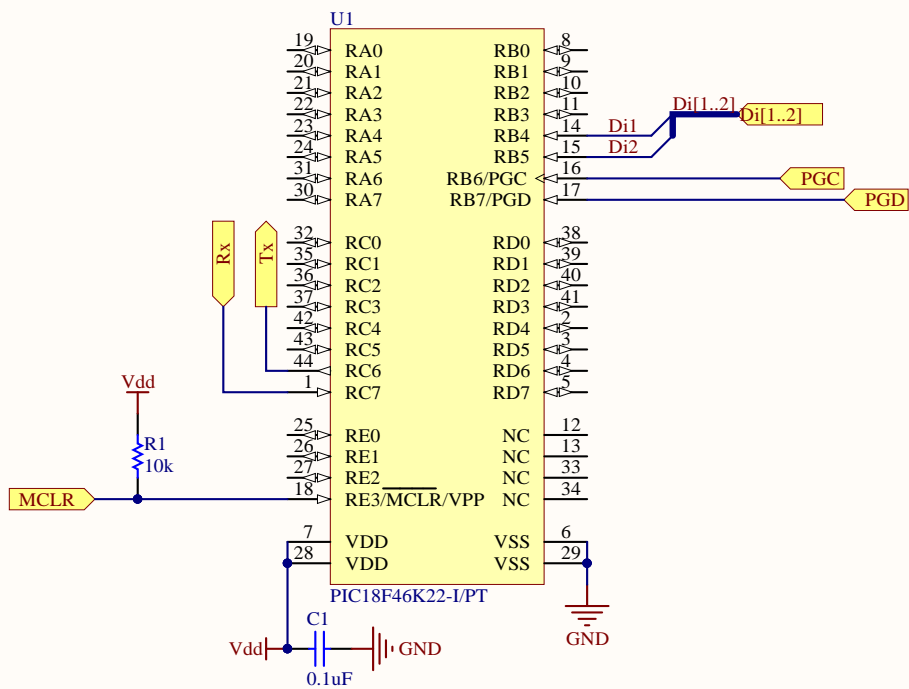 U1
19 RA0 RB0 8
20 RA1 RB1 9
21 RA2 RB2 10
22 RA3 RB3 11
Di[1..2] Di[1..2]
23 RA4 RB4 14 Di1
24 RA5 RB5 15 Di2
31 RA6 RB6/PGC 16 PGC
30 RA7 RB7/PGD 17 PGD
Rx Tx
32 RC0 RD0 38
35 RC1 RD1 39
36 RC2 RD2 40
37 RC3 RD3 41
42 RC4 RD4 2
43 RC5 RD5 3
44 RC6 RD6 4
1 RC7 RD7 5
Vdd
R1
10k
25 RE0 NC 12
26 RE1 NC 13
27 RE2 NC 33
MCLR 18 RE3/MCLR/VPP NC 34
7 VDD VSS 6
28 VDD VSS 29
PIC18F46K22-I/PT
GND
C1
Vdd GND
0.1uF